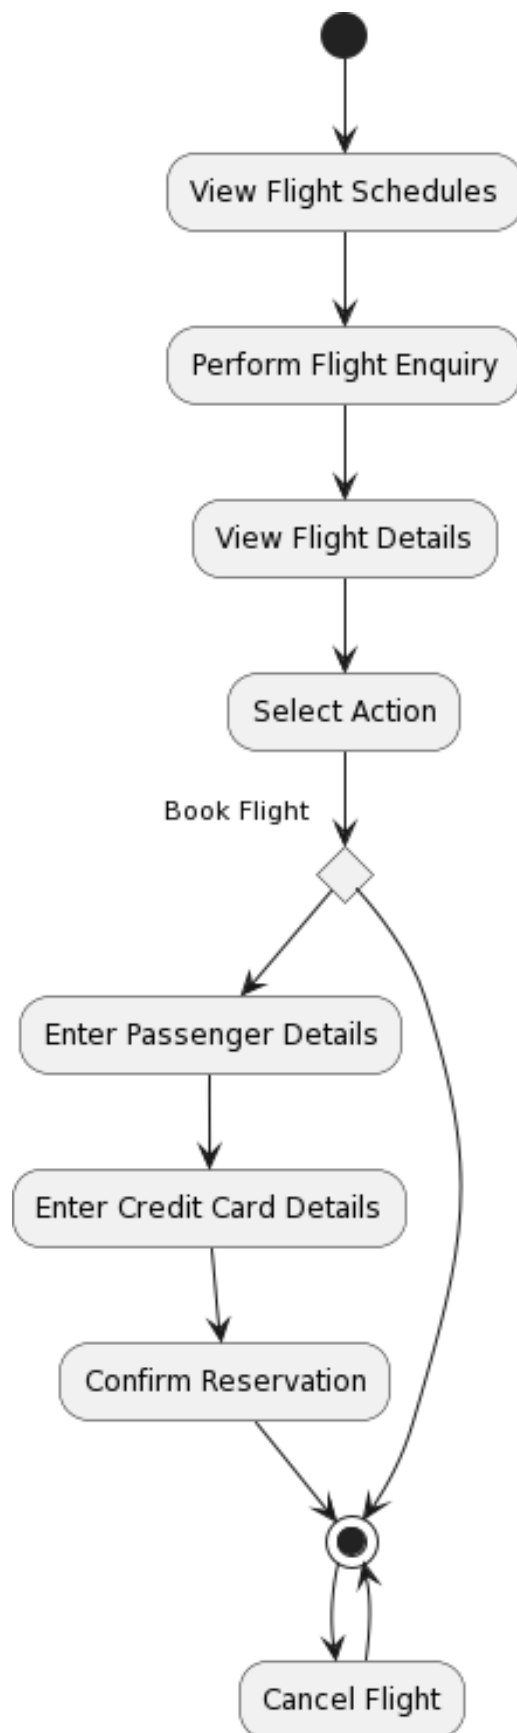 View Flight Schedules
Perform Flight Enquiry
View Flight Details
Select Action
Book Flight
Enter Passenger Details
Enter Credit Card Details
Confirm Reservation
Cancel Flight